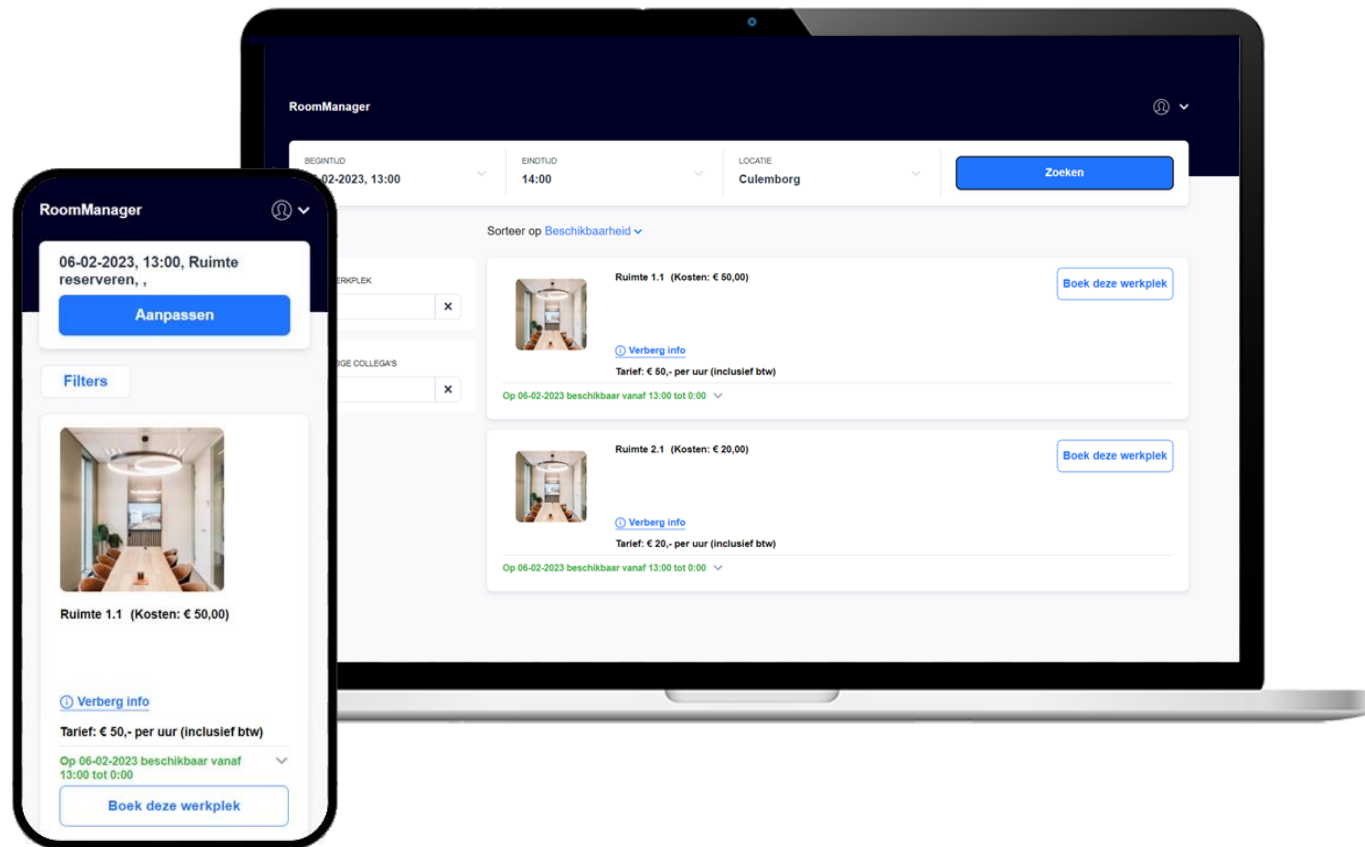 RoomManager
BEGINTIJD
EINDTIJD
LOCATIE
-02-2023, 13:00
14:00
Culemborg
Zoeken
Sorteer op Beschikbaarheid
COLLEGA'S
Ruimte 1.1 (Kosten: € 50,00)
Boek deze werkplek
Verberg info
Tarief: € 50,- per uur (inclusief btw)
Op 06-02-2023 beschikbaar vanaf 13:00 tot 0:00
Ruimte 2.1 (Kosten: € 20,00)
Boek deze werkplek
Verberg info
Tarief: € 20,- per uur (inclusief btw)
Op 06-02-2023 beschikbaar vanaf 13:00 tot 0:00
RoomManager
06-02-2023, 13:00, Ruimte
reserveren, ,
Aanpassen
Filters
Ruimte 1.1 (Kosten: € 50,00)
Verberg info
Tarief: € 50,- per uur (inclusief btw)
Op 06-02-2023 beschikbaar vanaf
13:00 tot 0:00
Boek deze werkplek